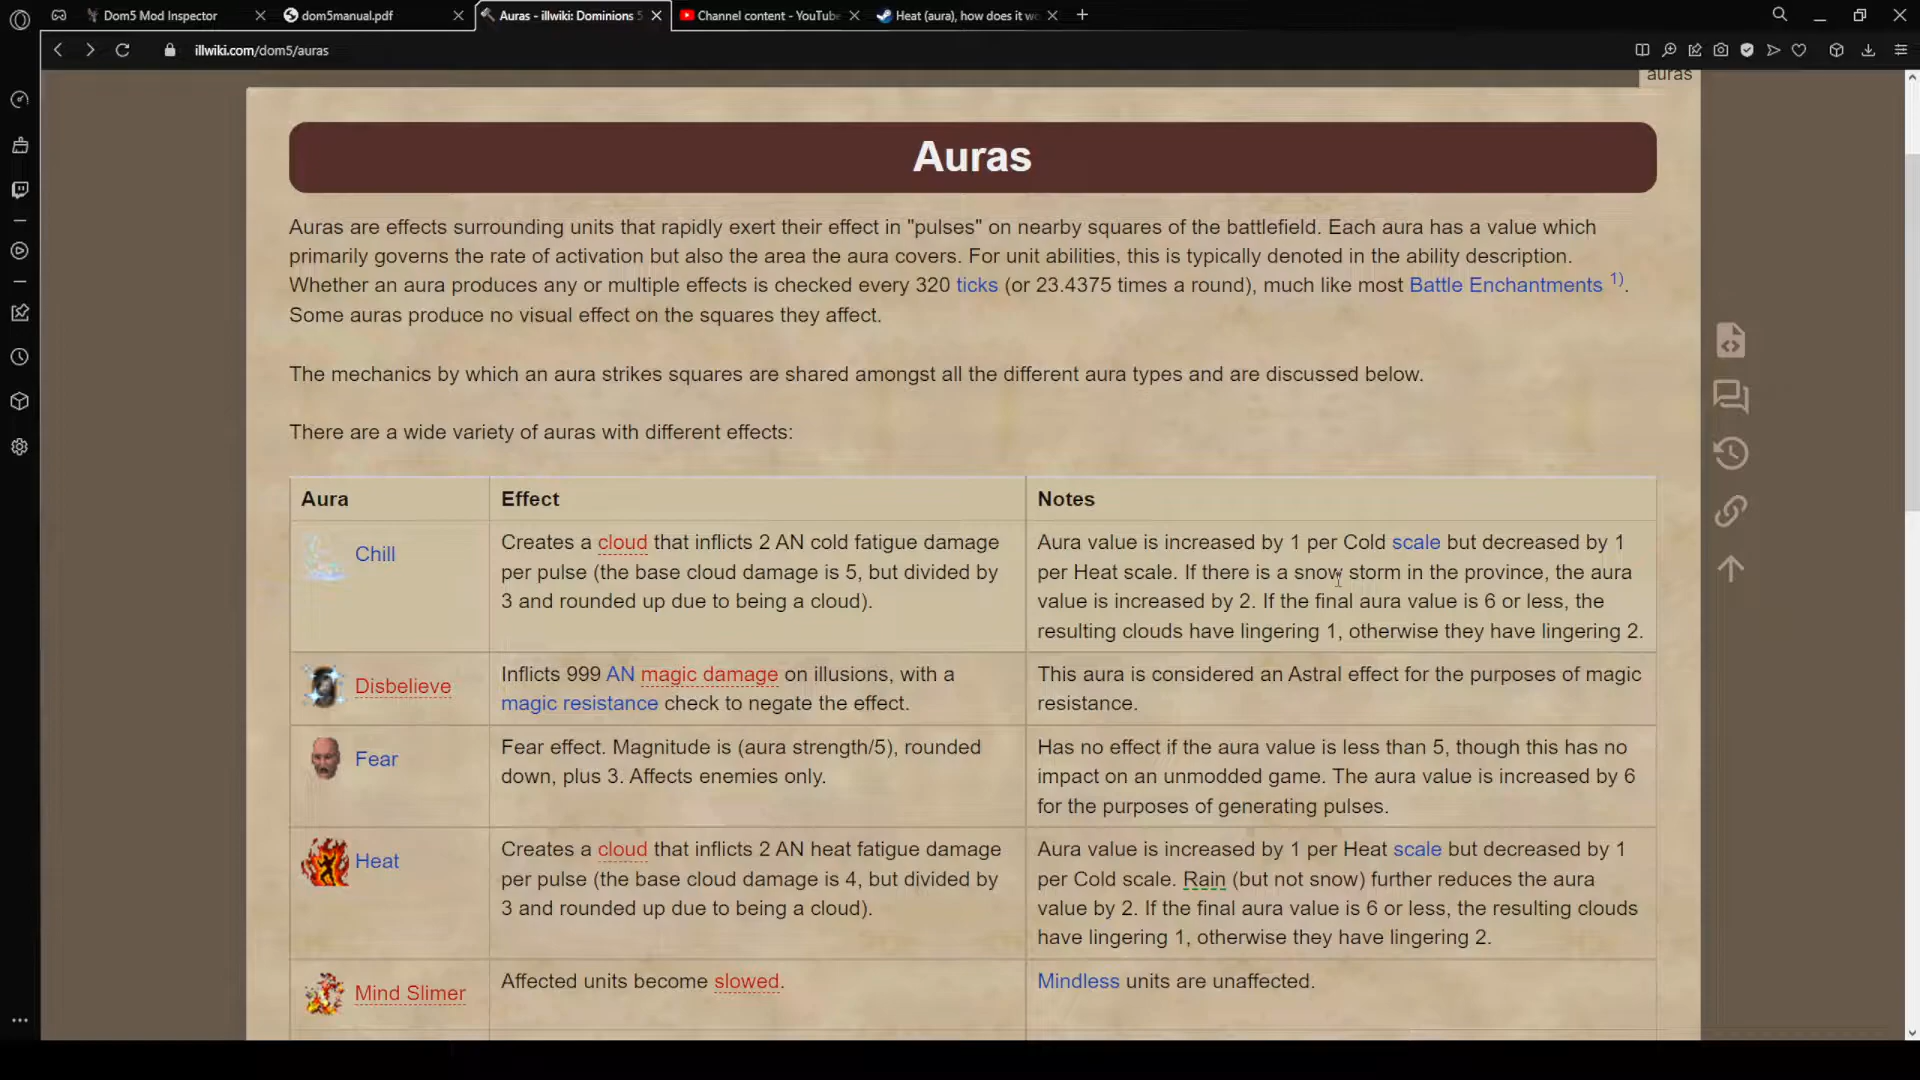 Dom5 Mod Inspector
dom5manual.pdf
Auras - illwiki: Dominions 5
Channel content - YouTube
Heat (aura), how does it wo
illwiki.com/dom5/auras
auras
Auras
Auras are effects surrounding units that rapidly exert their effect in "pulses" on nearby squares of the battlefield. Each aura has a value which
primarily governs the rate of activation but also the area the aura covers. For unit abilities, this is typically denoted in the ability description.
Whether an aura produces any or multiple effects is checked every 320 ticks (or 23.4375 times a round), much like most Battle Enchantments 1).
Some auras produce no visual effect on the squares they affect.
The mechanics by which an aura strikes squares are shared amongst all the different aura types and are discussed below.
There are a wide variety of auras with different effects:
Aura
Effect
Notes
Chill
Creates a cloud that inflicts 2 AN cold fatigue damage
per pulse (the base cloud damage is 5, but divided by
3 and rounded up due to being a cloud).
Aura value is increased by 1 per Cold scale but decreased by 1
per Heat scale. If there is a snow storm in the province, the aura
value is increased by 2. If the final aura value is 6 or less, the
resulting clouds have lingering 1, otherwise they have lingering 2.
Disbelieve
Inflicts 999 AN magic damage on illusions, with a
magic resistance check to negate the effect.
This aura is considered an Astral effect for the purposes of magic
resistance.
Fear
Fear effect. Magnitude is (aura strength/5), rounded
down, plus 3. Affects enemies only.
Has no effect if the aura value is less than 5, though this has no
impact on an unmodded game. The aura value is increased by 6
for the purposes of generating pulses.
Heat
Creates a cloud that inflicts 2 AN heat fatigue damage
per pulse (the base cloud damage is 4, but divided by
3 and rounded up due to being a cloud).
Aura value is increased by 1 per Heat scale but decreased by 1
per Cold scale. Rain (but not snow) further reduces the aura
value by 2. If the final aura value is 6 or less, the resulting clouds
have lingering 1, otherwise they have lingering 2.
Mind Slimer
Affected units become slowed.
Mindless units are unaffected.